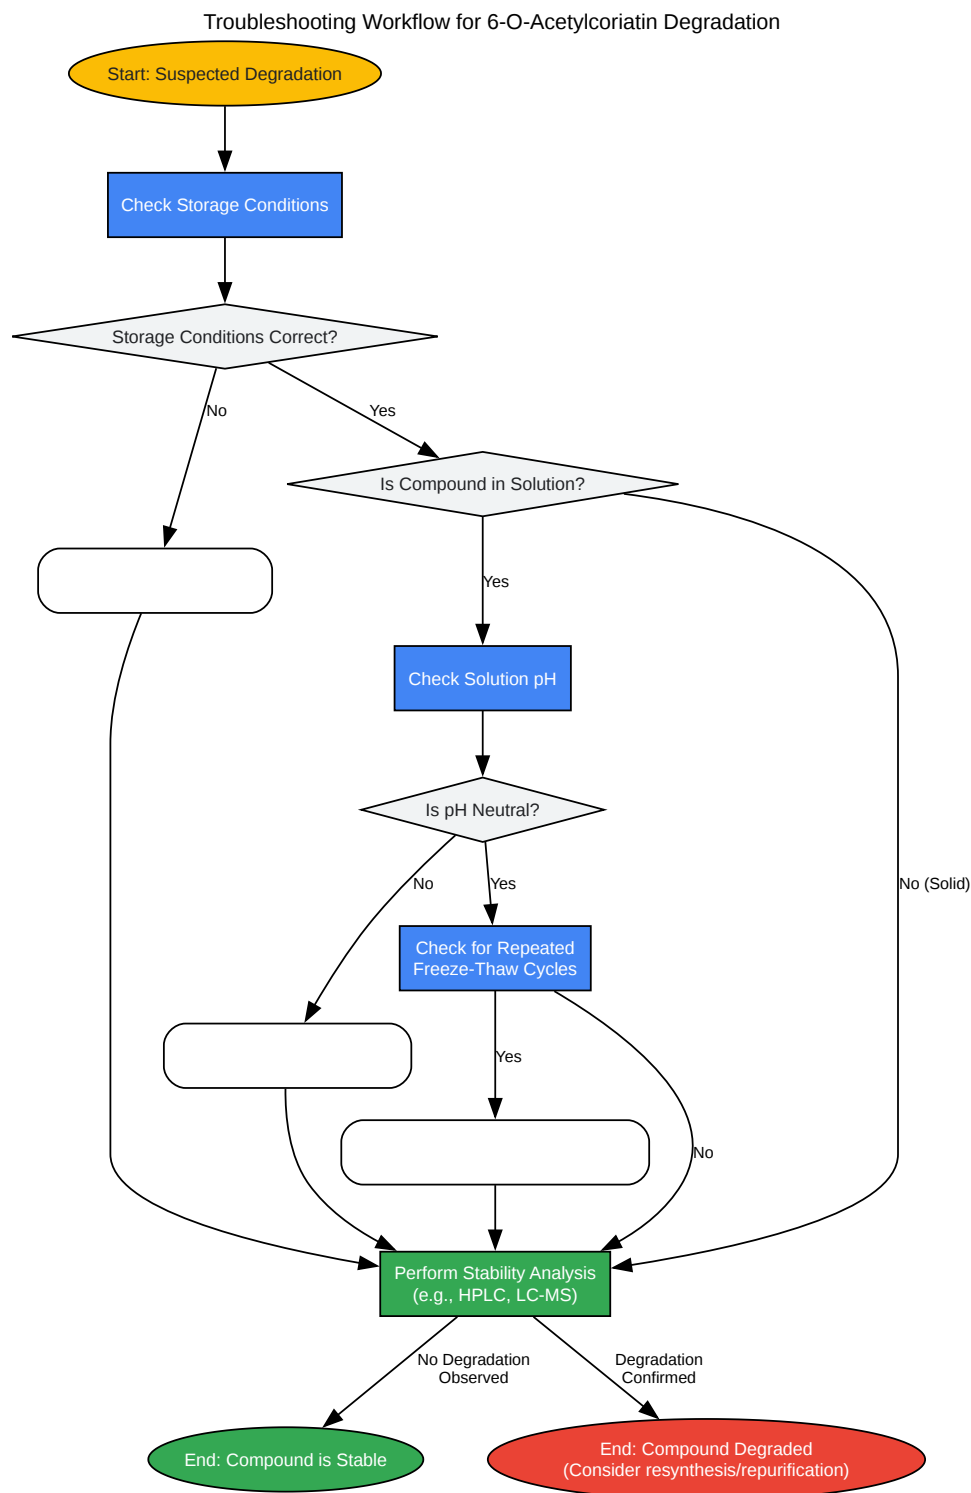 Troubleshooting Workflow for 6-O-Acetylcoriatin Degradation
Start: Suspected Degradation
Check Storage Conditions
Storage Conditions Correct?
No
Yes
Is Compound in Solution?
Yes
Check Solution pH
Is pH Neutral?
No
Yes
No (Solid)
Check for Repeated
Freeze-Thaw Cycles
Yes
No
Perform Stability Analysis
(e.g., HPLC, LC-MS)
No Degradation
Observed
Degradation
Confirmed
End: Compound is Stable
End: Compound Degraded
(Consider resynthesis/repurification)